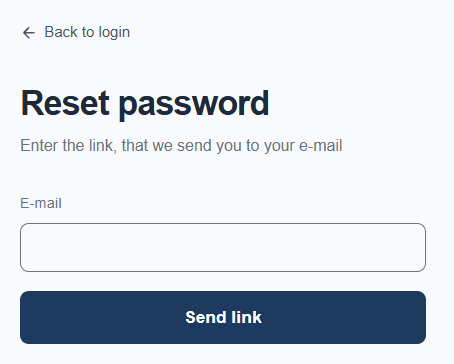 Back to login
Reset password
Enter the link, that we send you to your e-mail
E-mail
Send link